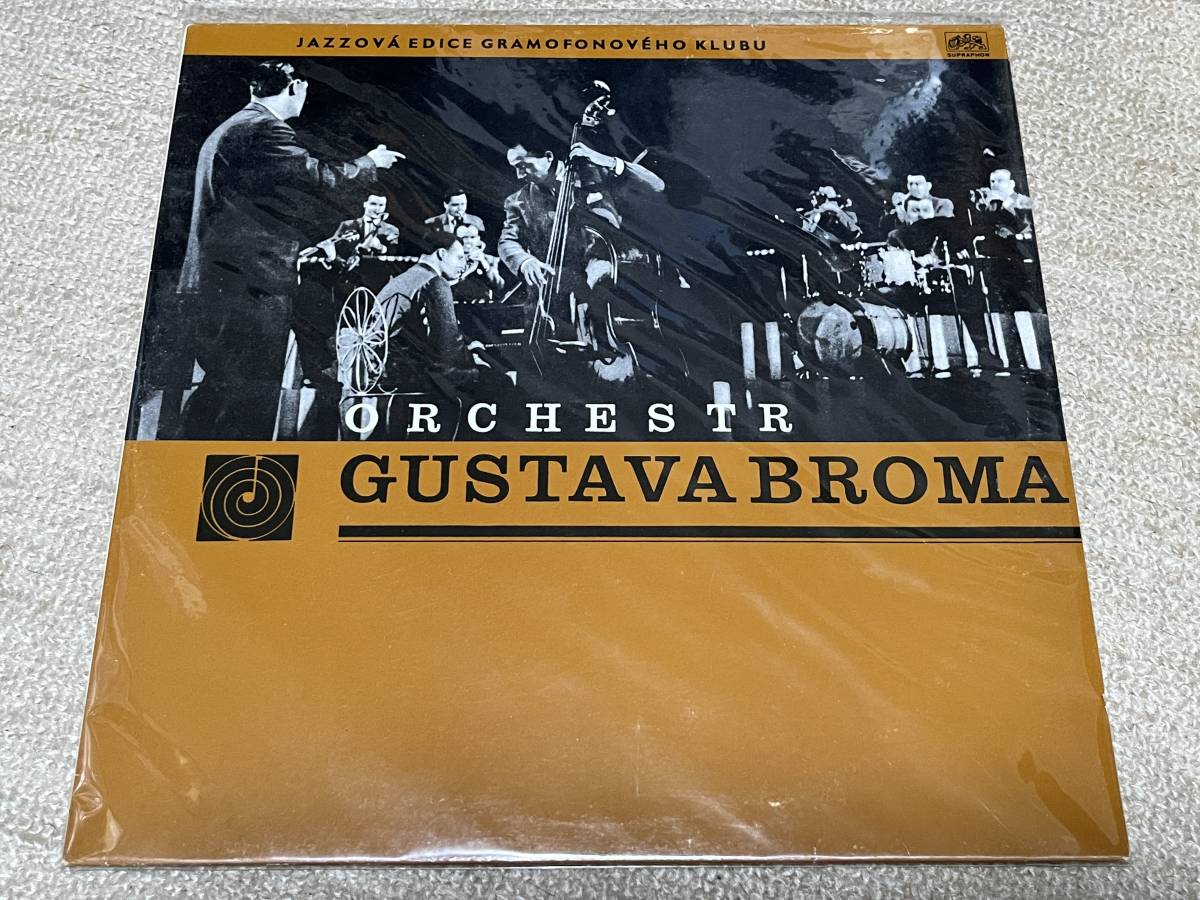 JAZZOVÁ EDICE GRAMOFONOVÉHO KLUBU
SUPRAPHON
ORCHESTR
GUSTAVA BROMA